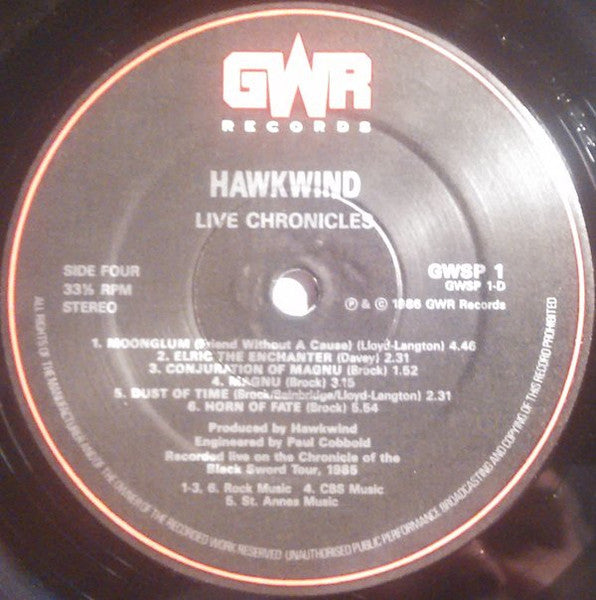 GWR
RECORDS
HAWKWIND
LIVE CHRONICLES
SIDE FOUR
33⅓ RPM
STEREO
GWSP 1
GWSP 1-D
℗ & © 1986 GWR Records
1. MOONGLUM (Friend Without A Cause) (Lloyd-Langton) 4.46
2. ELRIC THE ENCHANTER (Davey) 2.31
3. CONJURATION OF MAGNU (Brock) 1.52
4. MAGNU (Brock) 3.15
5. DUST OF TIME (Brock/Bainbridge/Lloyd-Langton) 2.31
6. HORN OF FATE (Brock) 5.54
Produced by Hawkwind
Engineered by Paul Cobbold
Recorded live on the Chronicle of the
Black Sword Tour, 1985
1-3, 6. Rock Music 4. CBS Music
5. St. Annes Music
ALL RIGHTS OF THE MANUFACTURER AND OF THE OWNER OF THE RECORDED WORK RESERVED UNAUTHORISED PUBLIC PERFORMANCE BROADCASTING AND COPYING OF THIS RECORD PROHIBITED